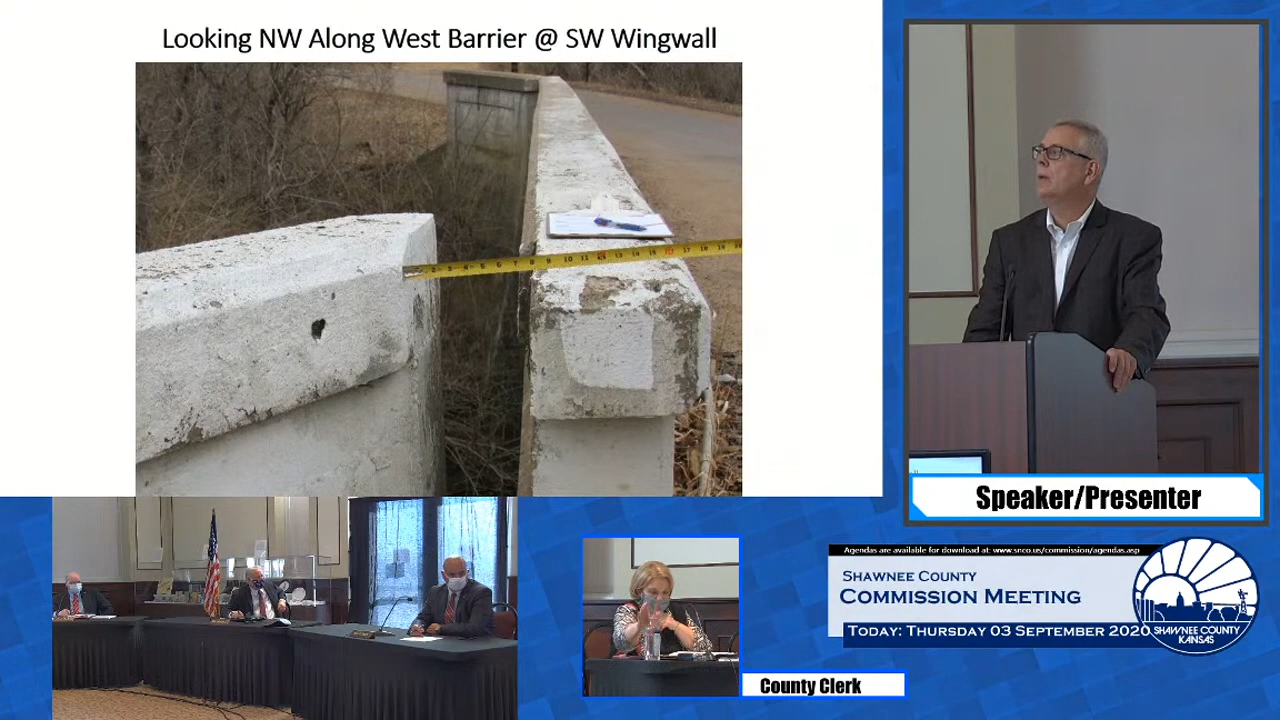 Looking NW Along West Barrier @ SW Wingwall
Speaker/Presenter
Agendas are available for download at: www.snco.us/commission/agendas.asp
SHAWNEE COUNTY
COMMISSION MEETING
TODAY: THURSDAY 03 SEPTEMBER 2020
SHAWNEE COUNTY
KANSAS
County Clerk